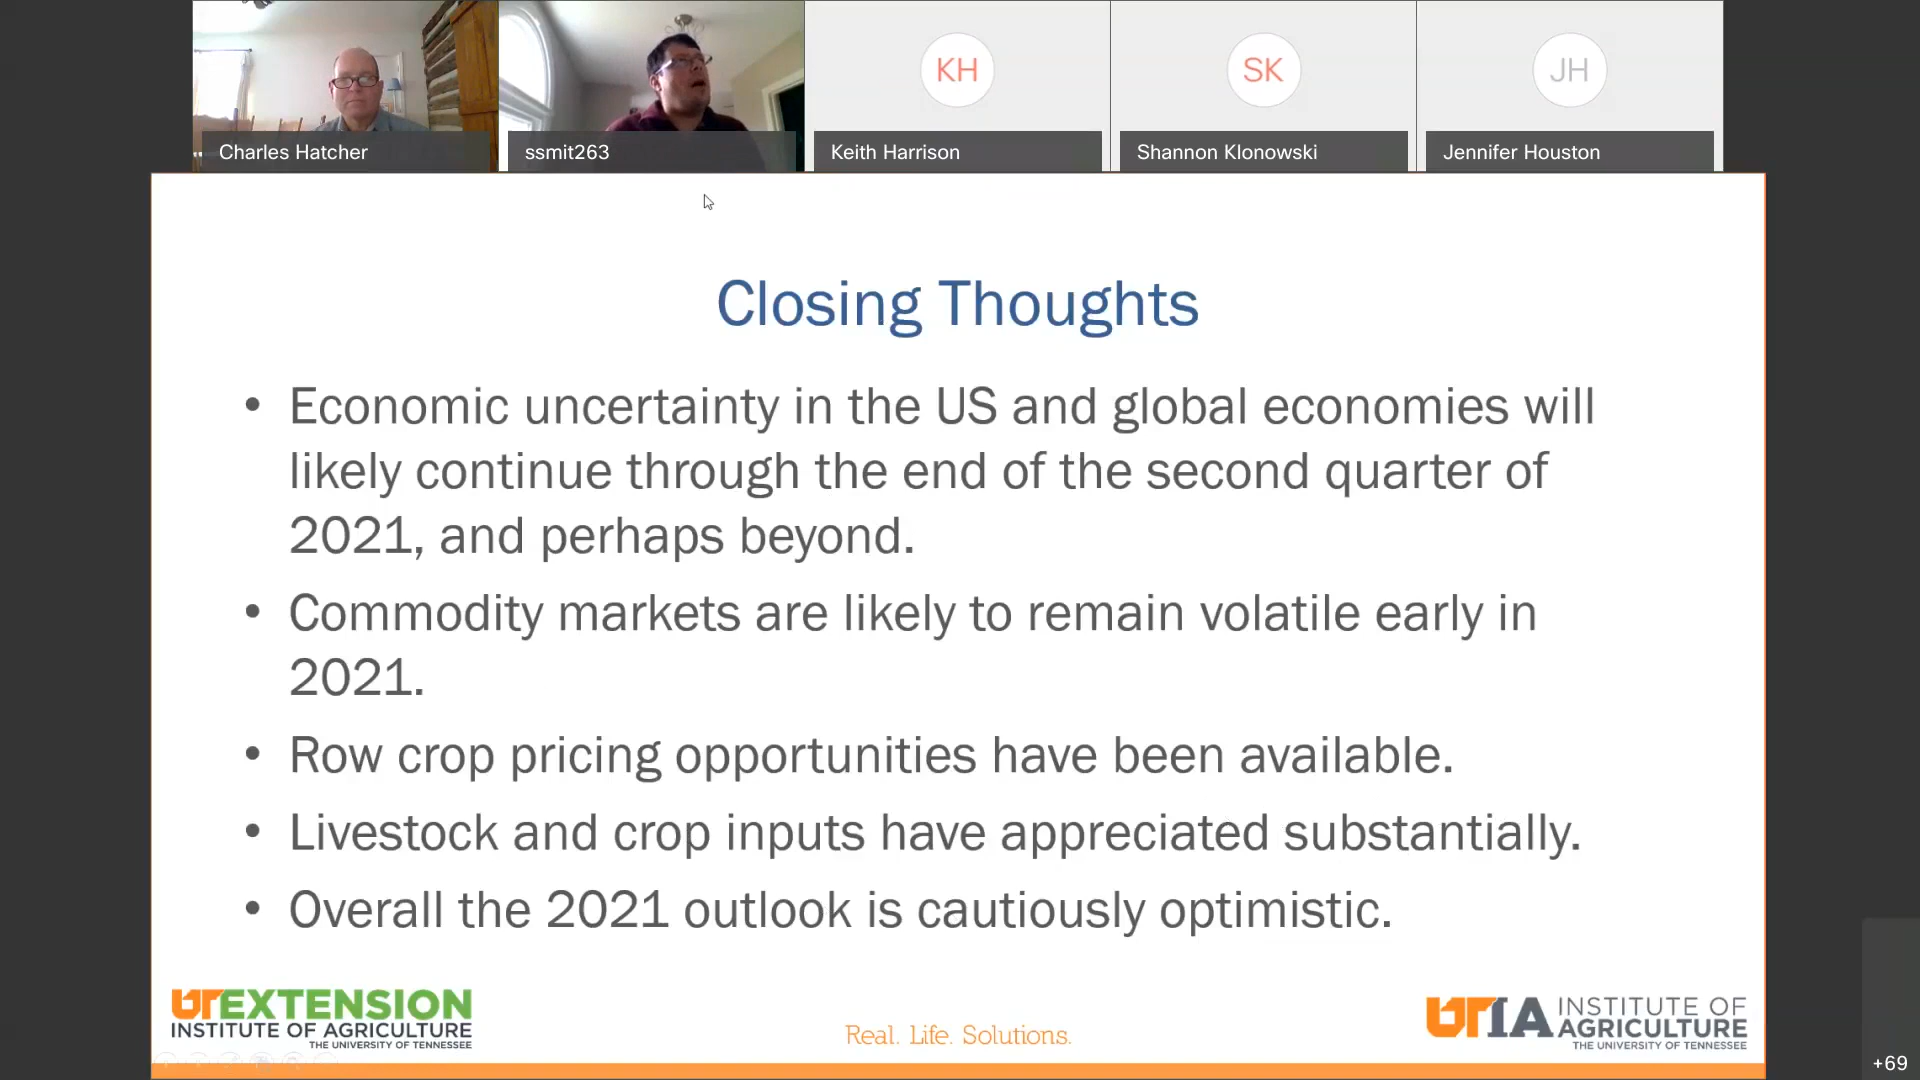 KH
SK
JH
Charles Hatcher
ssmit263
Keith Harrison
Shannon Klonowski
Jennifer Houston
Closing Thoughts
• Economic uncertainty in the US and global economies will
likely continue through the end of the second quarter of
2021, and perhaps beyond.
• Commodity markets are likely to remain volatile early in
2021.
• Row crop pricing opportunities have been available.
• Livestock and crop inputs have appreciated substantially.
• Overall the 2021 outlook is cautiously optimistic.
UTEXTENSION
INSTITUTE OF AGRICULTURE
THE UNIVERSITY OF TENNESSEE
Real. Life. Solutions.
UTIA INSTITUTE OF
AGRICULTURE
THE UNIVERSITY OF TENNESSEE
+69